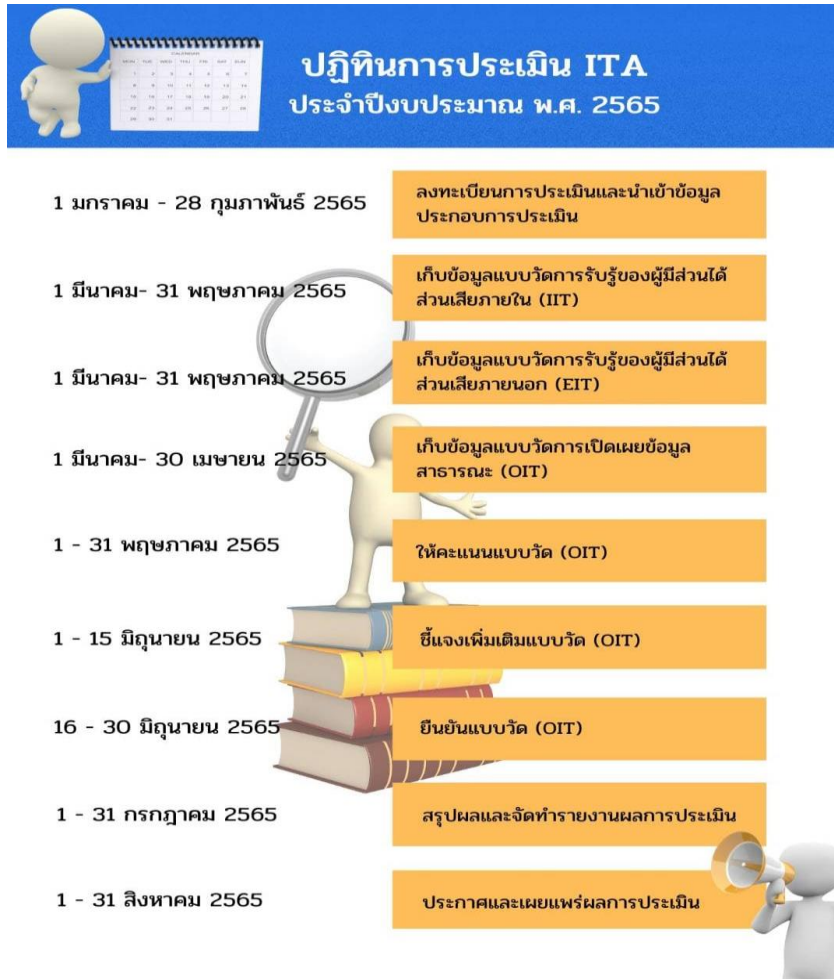 ปฏิทินการประเมิน ITA
ประจำปีงบประมาณ พ.ศ. 2565
1 มกราคม - 28 กุมภาพันธ์ 2565
ลงทะเบียนการประเมินและนำเข้าข้อมูล
ประกอบการประเมิน
1 มีนาคม- 31 พฤษภาคม 2565
เก็บข้อมูลแบบวัดการรับรู้ของผู้มีส่วนได้
ส่วนเสียภายใน (IIT)
1 มีนาคม- 31 พฤษภาคม 2565
เก็บข้อมูลแบบวัดการรับรู้ของผู้มีส่วนได้
ส่วนเสียภายนอก (EIT)
1 มีนาคม- 30 เมษายน 2565
เก็บข้อมูลแบบวัดการเปิดเผยข้อมูล
สาธารณะ (OIT)
1 - 31 พฤษภาคม 2565
ให้คะแนนแบบวัด (OIT)
1 - 15 มิถุนายน 2565
ชี้แจงเพิ่มเติมแบบวัด (OIT)
16 - 30 มิถุนายน 2565
ยืนยันแบบวัด (OIT)
1 - 31 กรกฎาคม 2565
สรุปผลและจัดทำรายงานผลการประเมิน
1 - 31 สิงหาคม 2565
ประกาศและเผยแพร่ผลการประเมิน